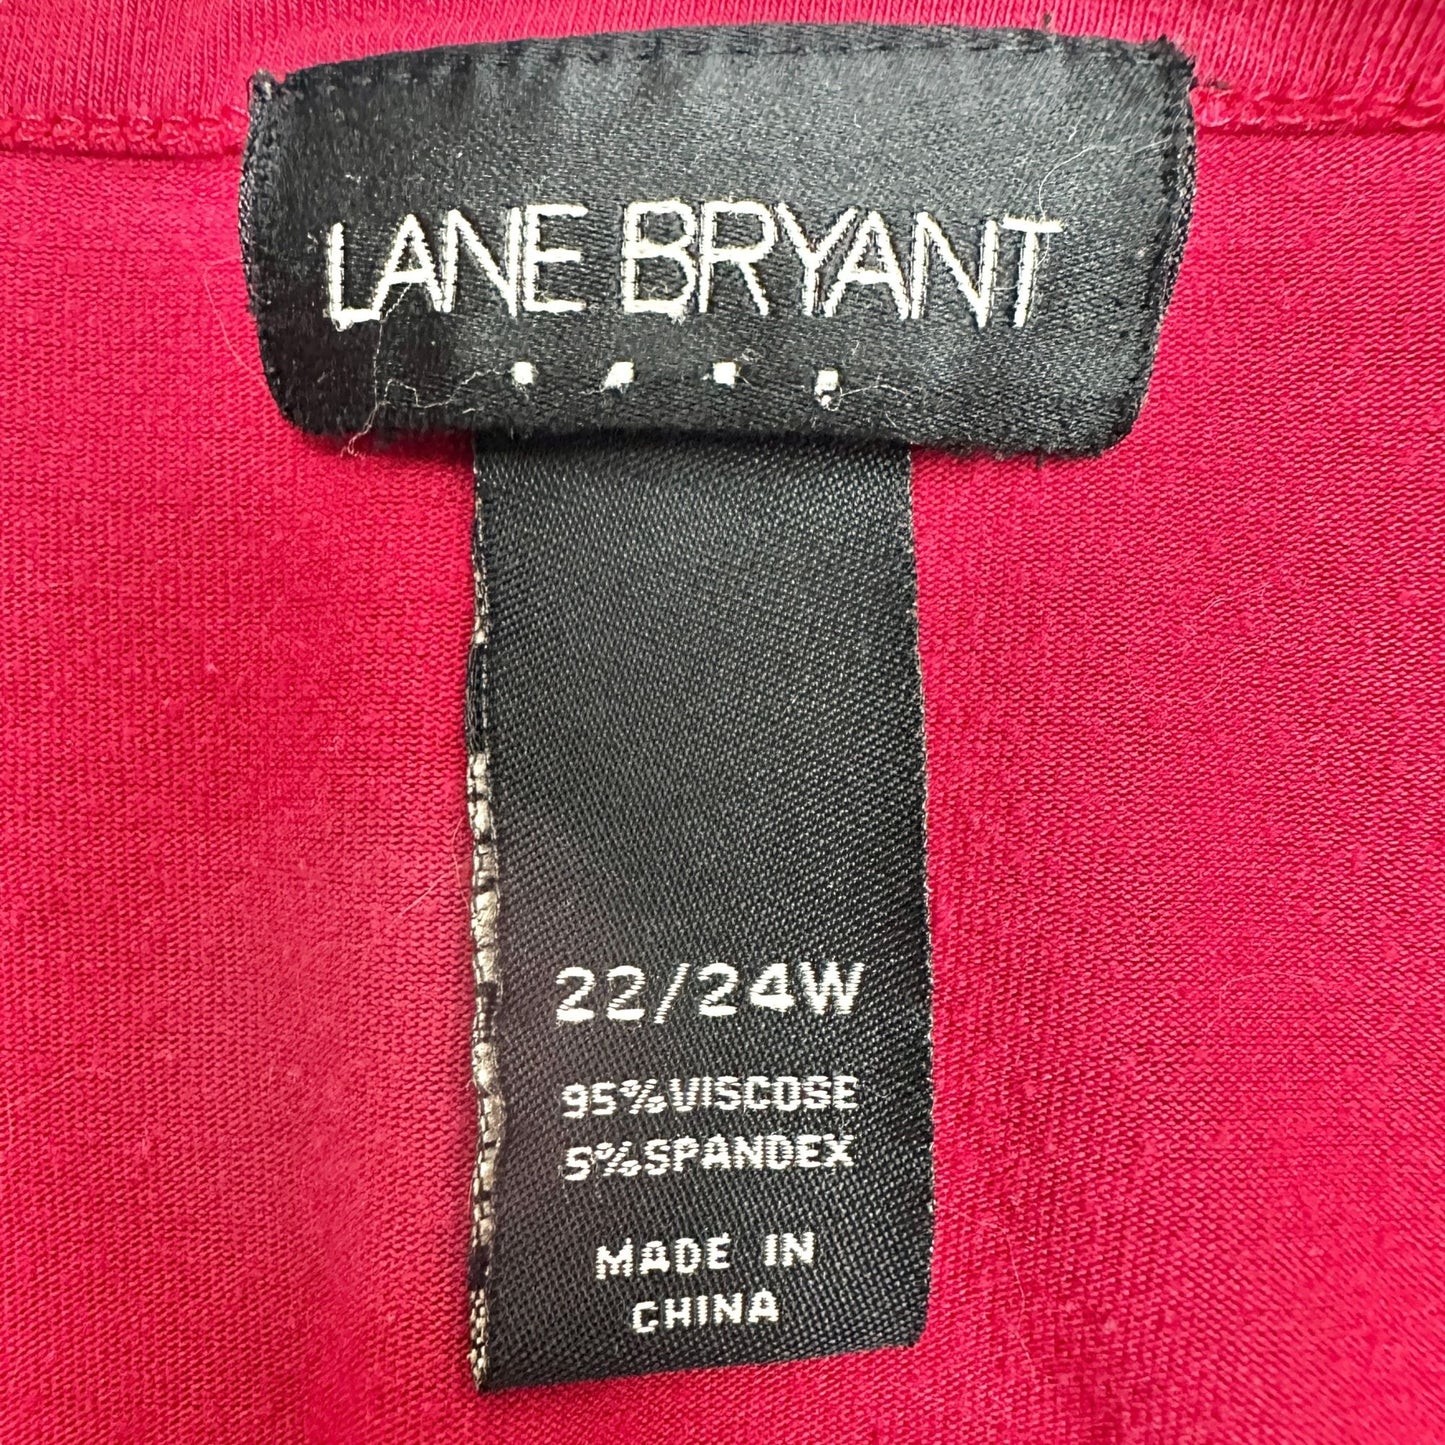 LANE BRYANT
22/24W
95%VISCOSE
5%SPANDEX
MADE IN
CHINA